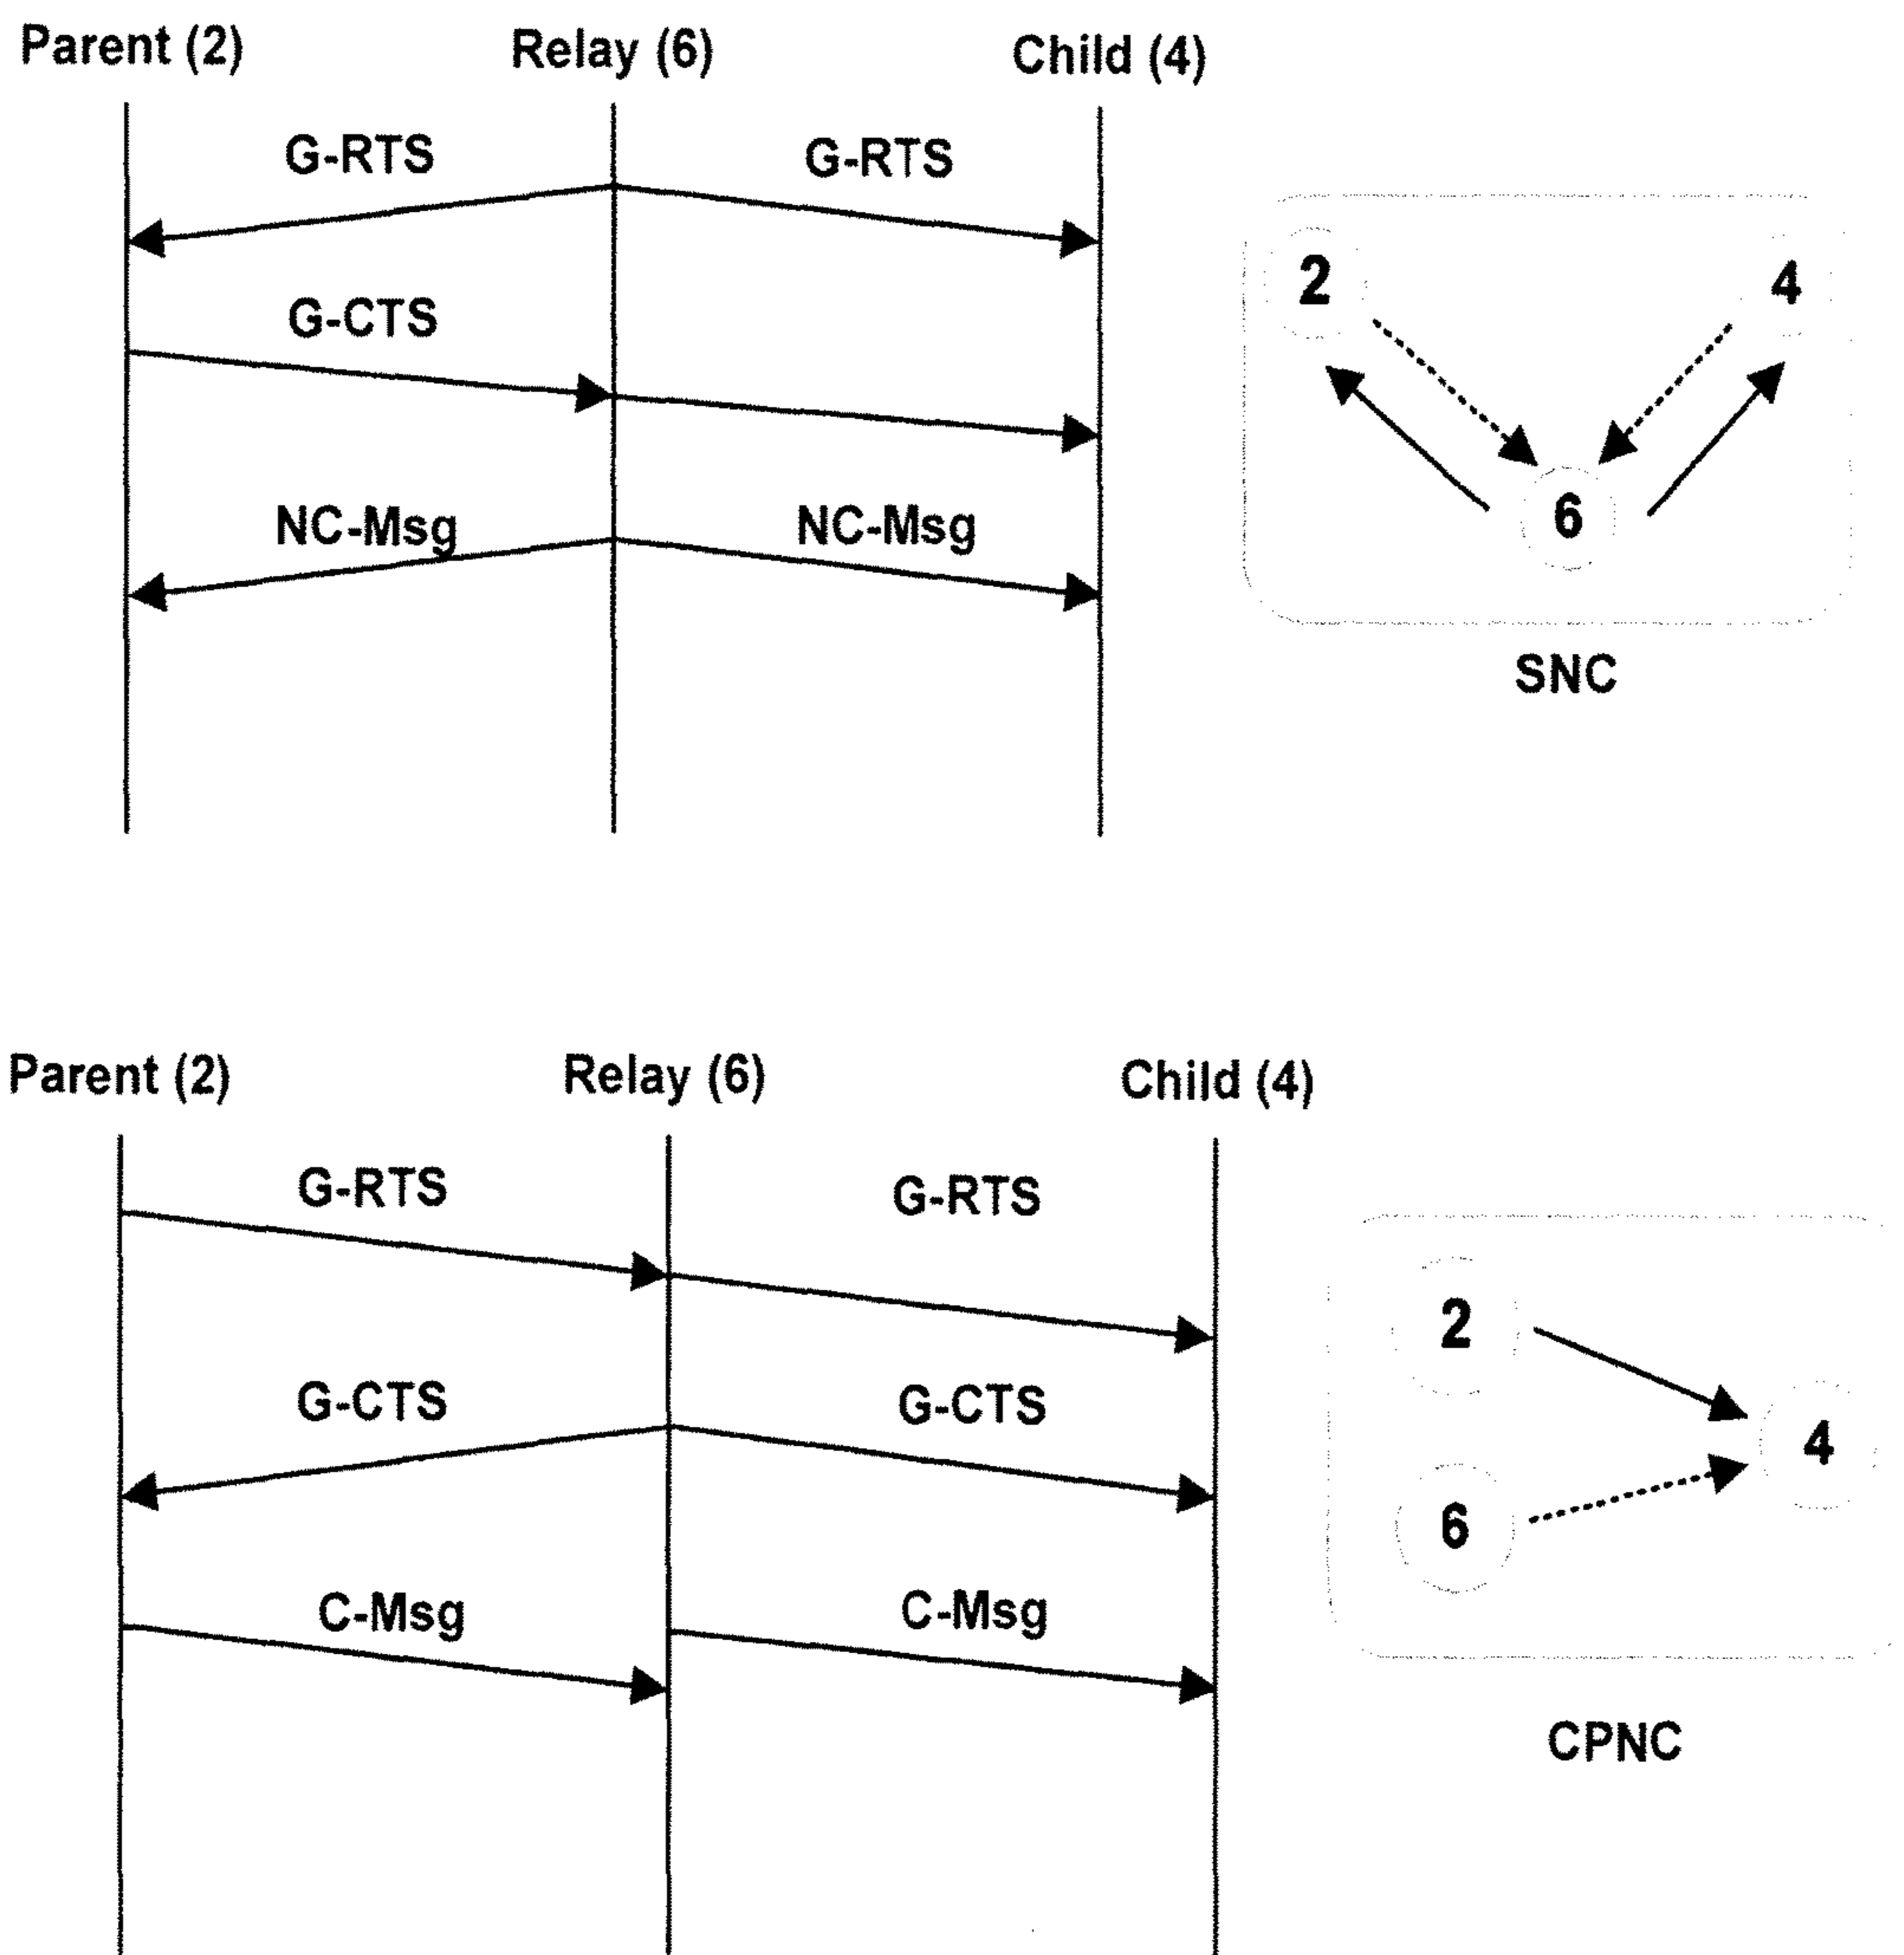 Parent (2) Relay (6) Child (4)
G-RTS G-RTS
G-CTS
NC-Msg NC-Msg
2 4
6
SNC
Parent (2) Relay (6) Child (4)
G-RTS G-RTS
G-CTS G-CTS
C-Msg C-Msg
2
4
6
CPNC